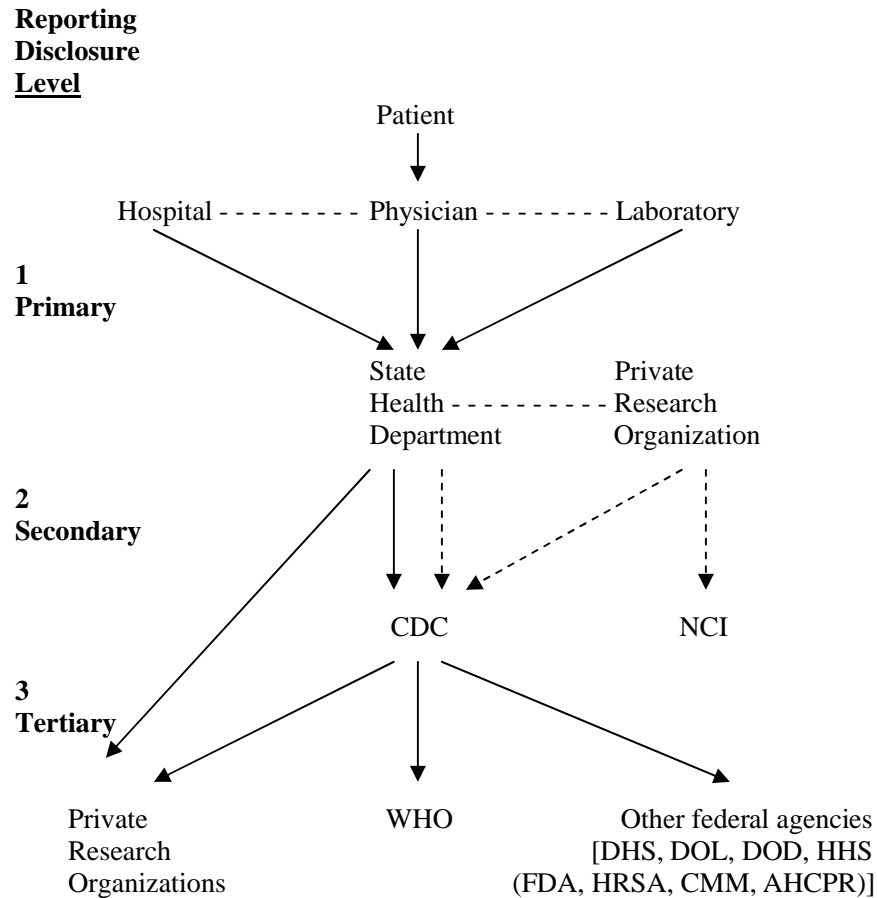 Reporting
Disclosure
Level
Patient
Hospital - - - - - - - - - Physician - - - - - - - - Laboratory
1
Primary
State Private
Health - - - - - - - - - - Research
Department Organization
2
Secondary
CDC NCI
3
Tertiary
Private WHO Other federal agencies
Research [DHS, DOL, DOD, HHS
Organizations (FDA, HRSA, CMM, AHCPR)]